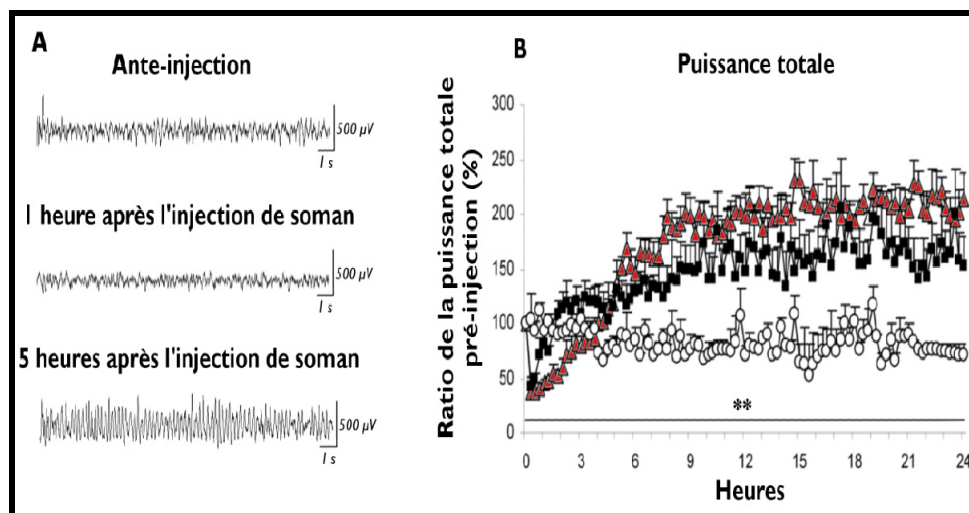 A
Ante-injection
500 µV
1 s
1 heure après l'injection de soman
500 µV
1 s
5 heures après l'injection de soman
500 µV
1 s
B
Puissance totale
Ratio de la puissance totale
pré-injection (%)
300
250
200
150
100
50
0
**
0 3 6 9 12 15 18 21 24
Heures